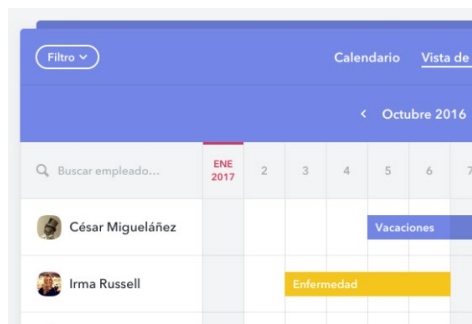 Filtro
Calendario Vista de
Octubre 2016
Buscar empleado...
ENE
2017
2 3 4 5 6 7
César Migueláñez
Vacaciones
Irma Russell
Enfermedad